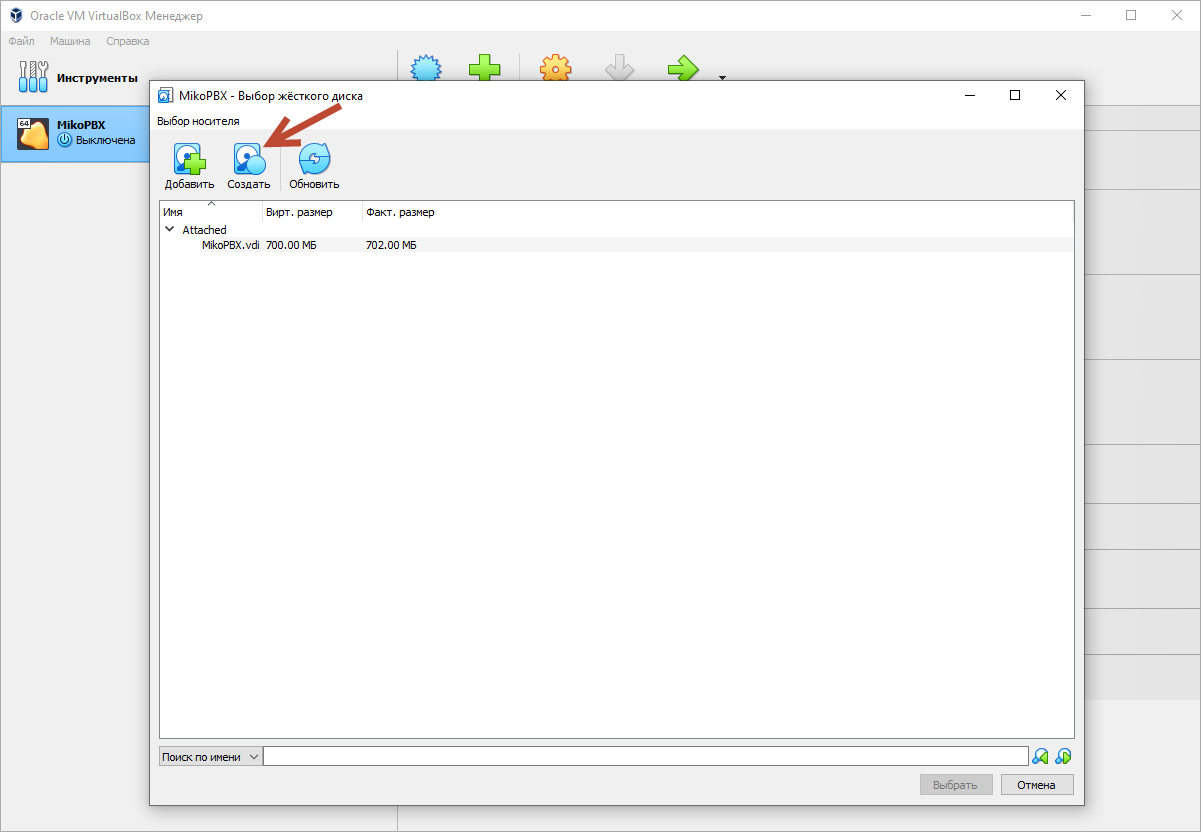 Oracle VM VirtualBox Менеджер
Файл Машина Справка
Инструменты
64
MikoPBX
Выключена
MikoPBX - Выбор жёсткого диска
Выбор носителя
Добавить Создать Обновить
Имя Вирт. размер Факт. размер
Attached
MikoPBX.vdi 700.00 МБ 702.00 МБ
Поиск по имени
Выбрать Отмена